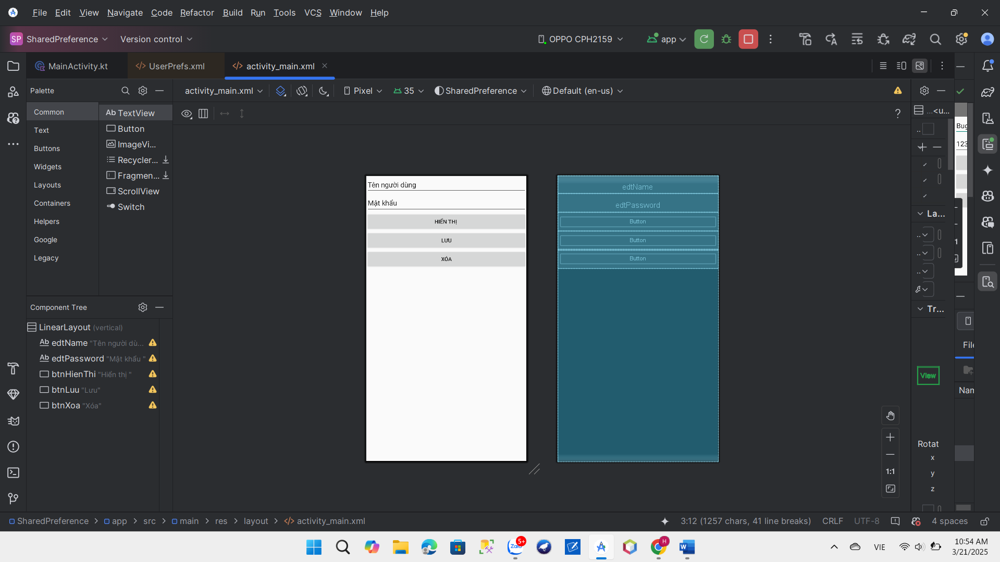 File Edit View Navigate Code Refactor Build Run Tools VCS Window Help
SP SharedPreference Version control OPPO CPH2159 app
MainActivity.kt UserPrefs.xml activity_main.xml
Palette activity_main.xml Pixel 35 SharedPreference Default (en-us)
Common
Text
Buttons
Widgets
Layouts
Containers
Helpers
Google
Legacy
Ab TextView
Button
ImageVi...
Recycler...
Fragmen...
ScrollView
Switch
?
...<u...
Bug
123
La...
Tr...
View
Rotat
x
y
z
File
Nam
Tên người dùng
Mật khẩu
HIỂN THỊ
LƯU
XÓA
edtName
edtPassword
Button
Button
Button
1:1
Component Tree
LinearLayout (vertical)
Ab edtName "Tên người dù...
Ab edtPassword "Mật khẩu "
btnHienThi "Hiển thị "
btnLuu "Lưu"
btnXoa "Xóa"
SharedPreference > app > src > main > res > layout > activity_main.xml
3:12 (1257 chars, 41 line breaks) CRLF UTF-8 4 spaces
5+
Zalo
H
W
VIE
10:54 AM
3/21/2025